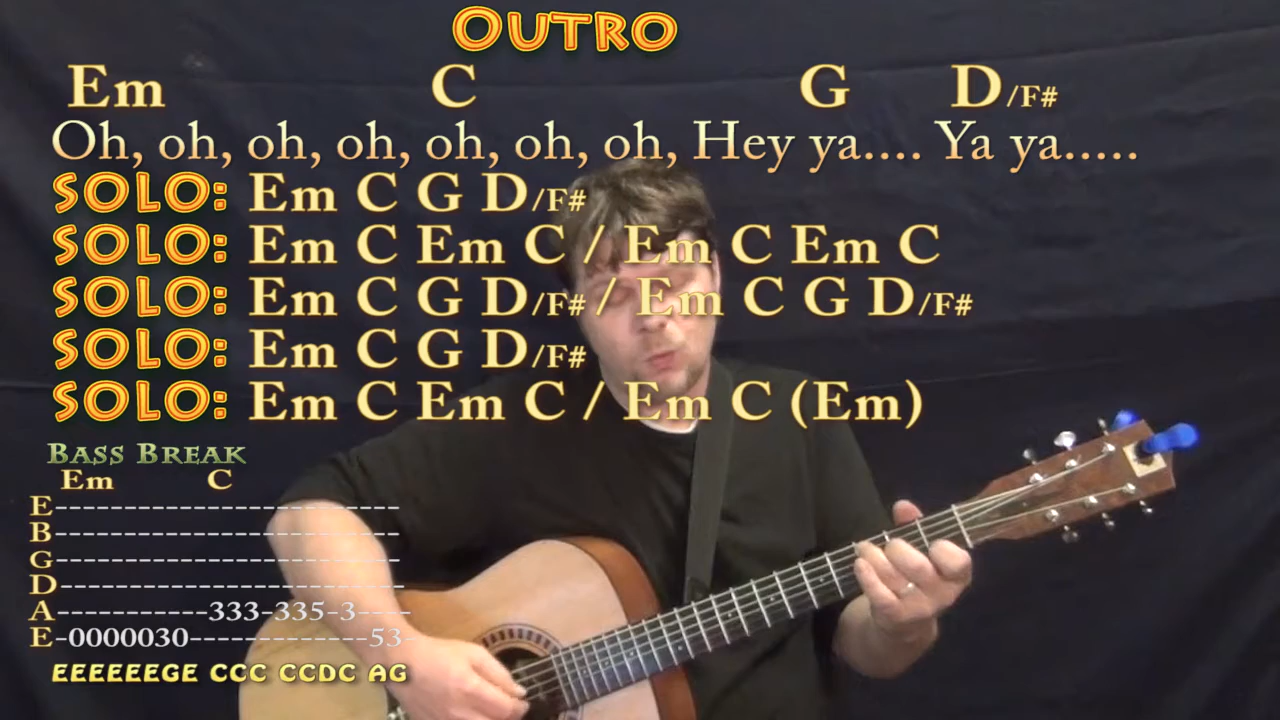 OUTRO
Em C G D/F#
Oh, oh, oh, oh, oh, oh, oh, Hey ya.... Ya ya.....
SOLO: Em C G D/F#
SOLO: Em C Em C / Em C Em C
SOLO: Em C G D/F# / Em C G D/F#
SOLO: Em C G D/F#
SOLO: Em C Em C / Em C (Em)
BASS BREAK
Em C
E-------------------------
B-------------------------
G-------------------------
D-------------------------
A-----------333-335-3----
E-0000030-------------53-
EEEEEEGE CCC CCDC AG